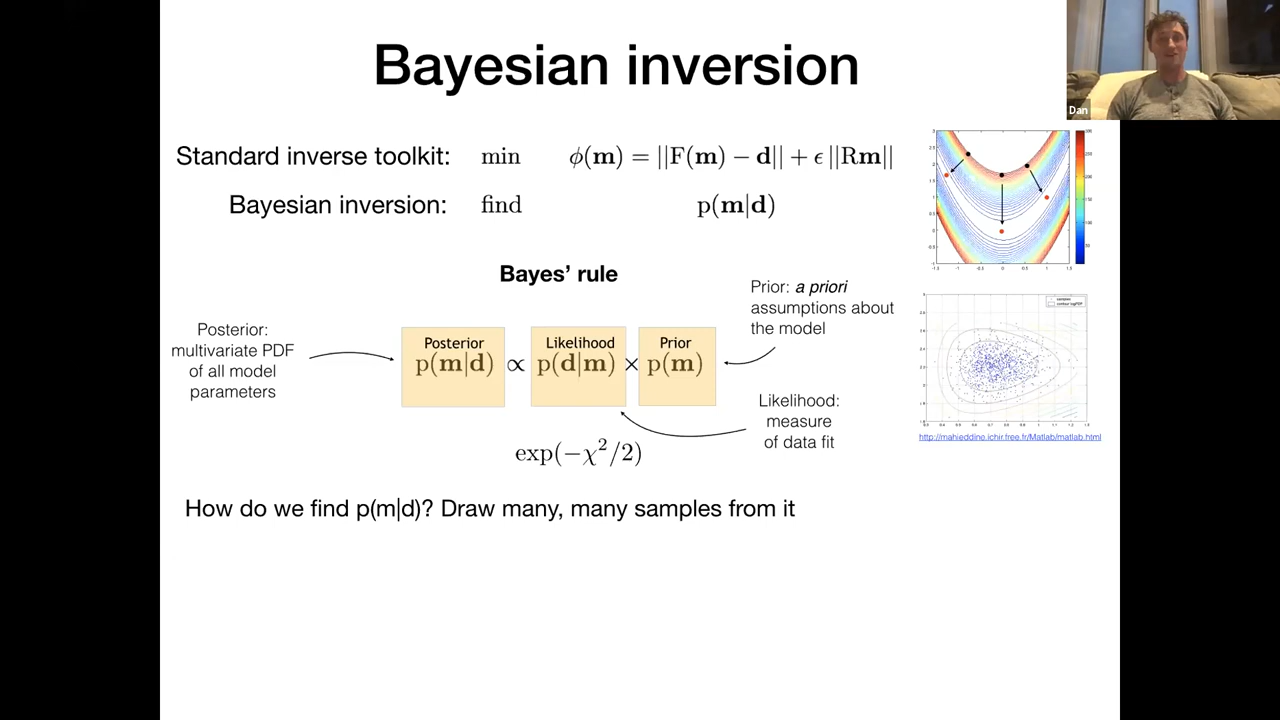 Bayesian inversion
Dan
Standard inverse toolkit: min ϕ(m) = ||F(m) − d|| + ϵ ||Rm||
Bayesian inversion: find p(m|d)
Bayes’ rule
Prior: a priori
assumptions about
the model
Posterior:
multivariate PDF
of all model
parameters
Posterior Likelihood Prior
p(m|d) ∝ p(d|m) × p(m)
Likelihood:
measure
of data fit
exp(−χ²/2)
http://mahieddine.ichir.free.fr/Matlab/matlab.html
How do we find p(m|d)? Draw many, many samples from it